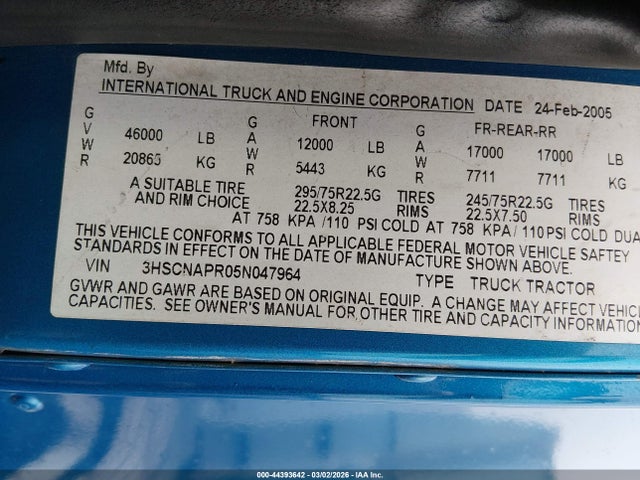 Mfd. By
INTERNATIONAL TRUCK AND ENGINE CORPORATION DATE 24-Feb-2005
GVWR 46000 LB GAWR FRONT 12000 LB GAWR FR-REAR-RR 17000 17000 LB
20865 KG 5443 KG 7711 7711 KG
A SUITABLE TIRE 295/75R22.5G TIRES 245/75R22.5G TIRES
AND RIM CHOICE 22.5X8.25 RIMS 22.5X7.50 RIMS
AT 758 KPA /110 PSI COLD AT 758 KPA/ 110 PSI COLD DUA
THIS VEHICLE CONFORMS TO ALL APPLICABLE FEDERAL MOTOR VEHICLE SAFTEY
STANDARDS IN EFFECT ON THE DATE OF MANUFACTURE SHOWN ABOVE.
VIN 3HSCNAPR05N047964 TYPE TRUCK TRACTOR
GVWR AND GAWR ARE BASED ON ORIGINAL EQUIP. A CHANGE MAY AFFECT VEHIC
CAPACITIES. SEE OWNER'S MANUAL FOR OTHER TIRE AND CAPACITY INFORMATION
000-44393642 - 03/02/2026 - IAA Inc.